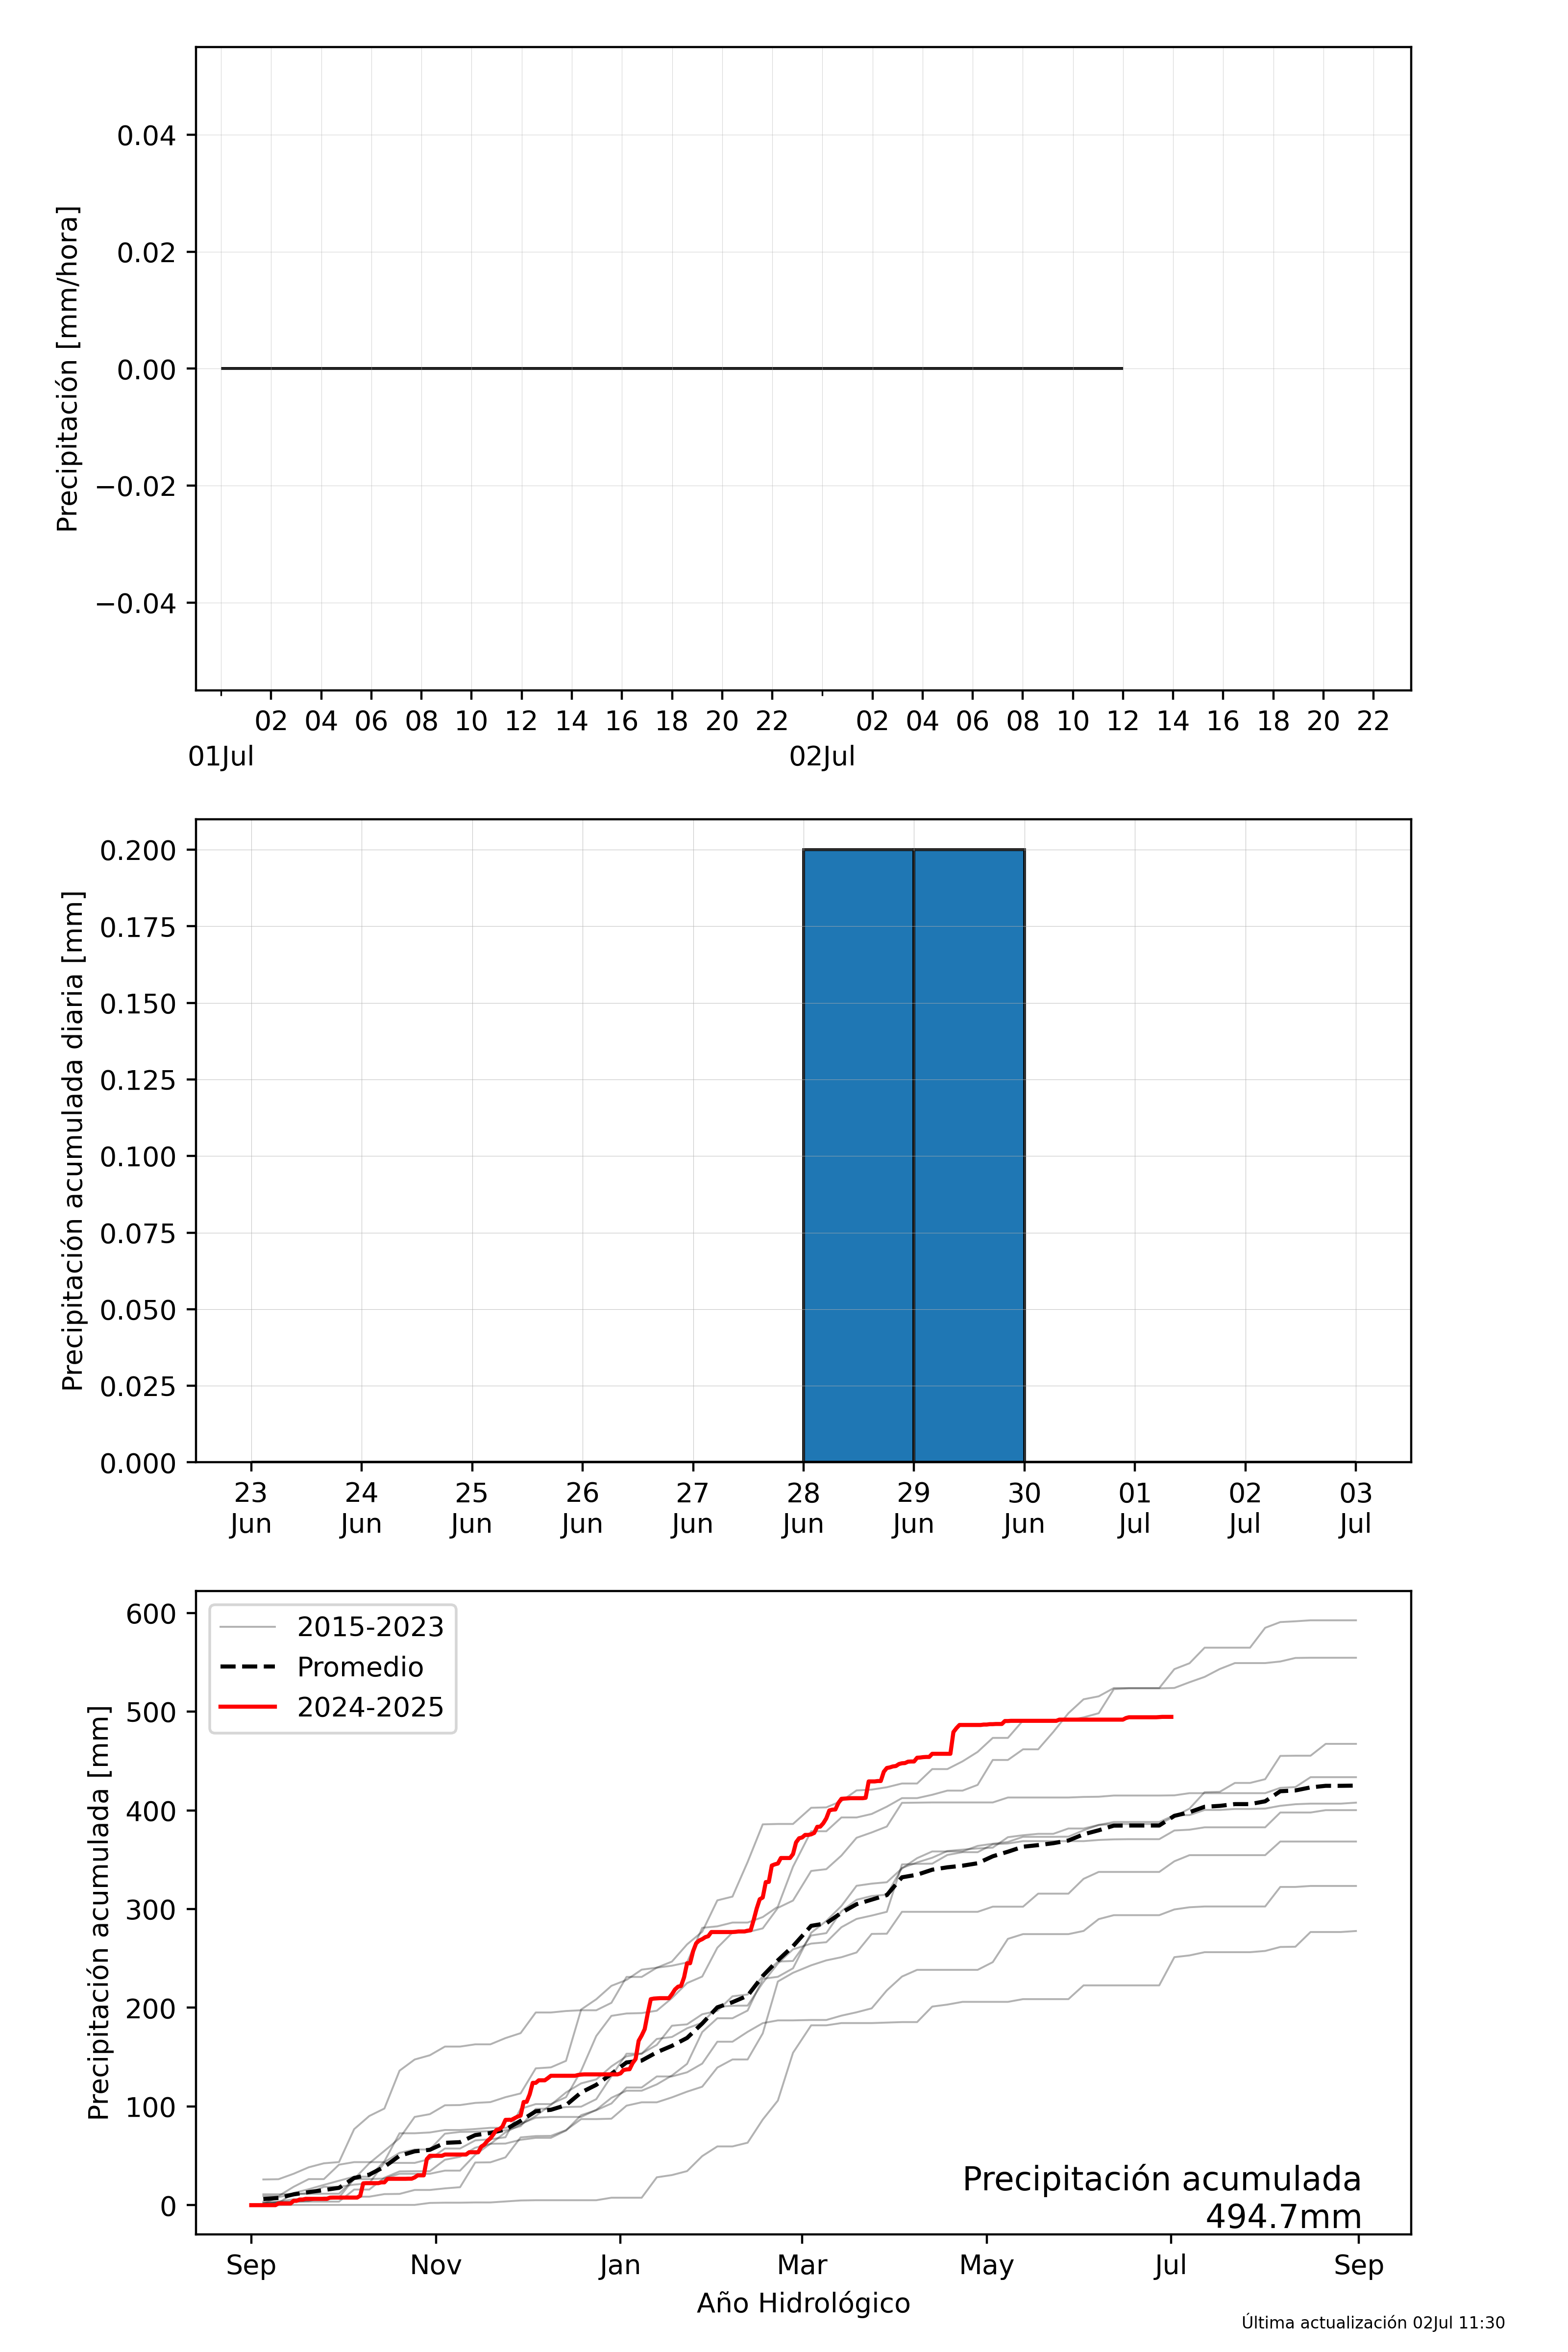 0.04
0.02
0.00
−0.02
−0.04
Precipitación [mm/hora]
02 04 06 08 10 12 14 16 18 20 22 02 04 06 08 10 12 14 16 18 20 22
01Jul 02Jul
0.200
0.175
0.150
0.125
0.100
0.075
0.050
0.025
0.000
Precipitación acumulada diaria [mm]
23 24 25 26 27 28 29 30 01 02 03
Jun Jun Jun Jun Jun Jun Jun Jun Jul Jul Jul
600
500
400
300
200
100
0
Precipitación acumulada [mm]
2015-2023
Promedio
2024-2025
Precipitación acumulada
494.7mm
Sep Nov Jan Mar May Jul Sep
Año Hidrológico
Última actualización 02Jul 11:30